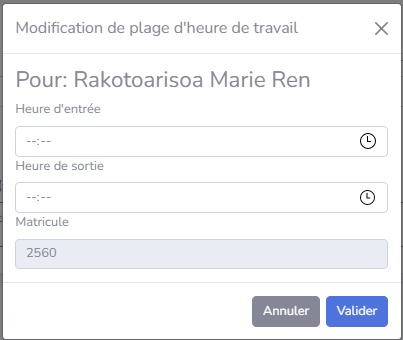 Modification de plage d'heure de travail
Pour: Rakotoarisoa Marie Ren
Heure d'entrée
--:--
Heure de sortie
--:--
Matricule
2560
Annuler Valider